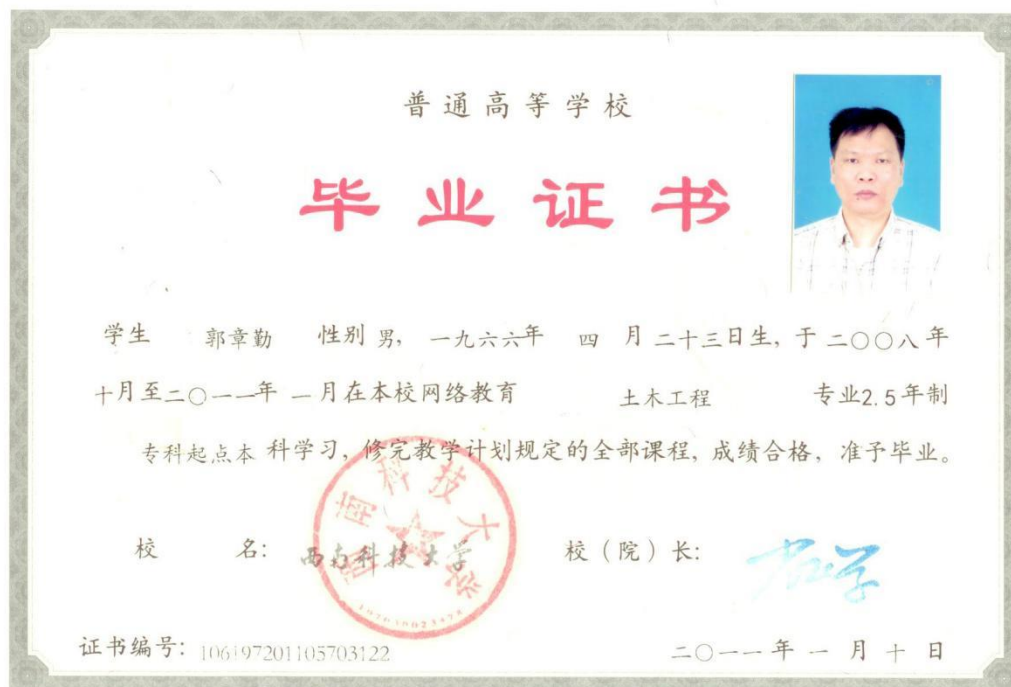 普通高等学校
毕业证书
学生 郭章勤 性别 男, 一九六六年 四 月 二十三日生, 于 二〇〇八年
十月至二〇一一年 一 月在本校网络教育 土木工程 专业2.5年制
专科起点本 科学习, 修完教学计划规定的全部课程, 成绩合格, 准予毕业。
校 名: 西南科技大学 校(院)长:
西南科技大学
证书编号: 106197201105703122 二〇一一年 一 月 十 日